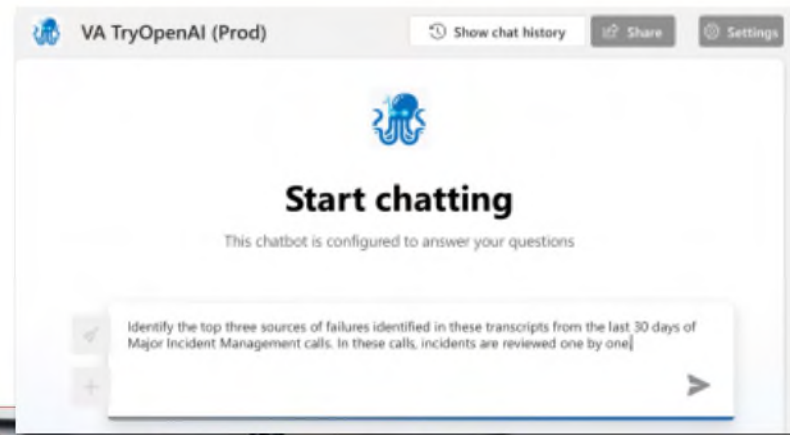 VA TryOpenAI (Prod)
Show chat history
Share
Settings
Start chatting
This chatbot is configured to answer your questions
Identify the top three sources of failures identified in these transcripts from the last 30 days of
Major Incident Management calls. In these calls, incidents are reviewed one by one.